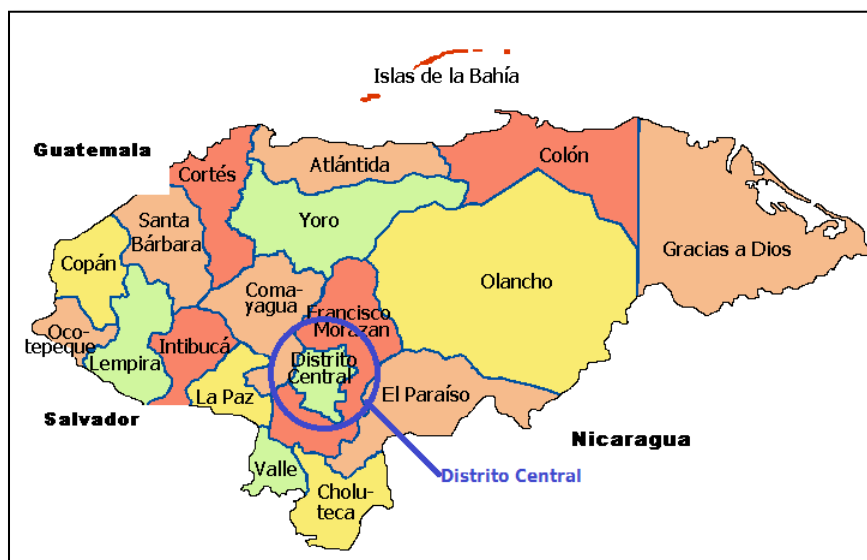 Islas de la Bahía
Guatemala
Cortés
Atlántida
Colón
Santa
Bárbara
Yoro
Copán
Gracias a Dios
Olancho
Coma-
yagua
Francisco
Morazan
Oco-
tepeque
Lempira
Intibucá
Distrito
Central
La Paz
El Paraíso
Salvador
Nicaragua
Valle
Distrito Central
Cholu-
teca